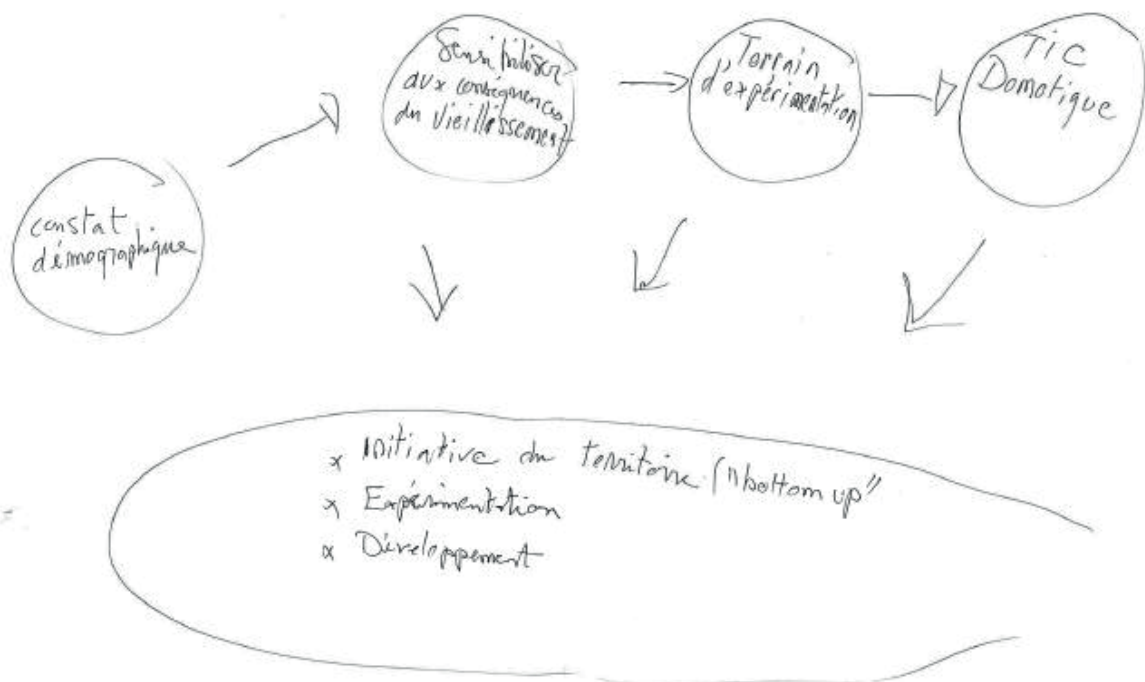 constat
démographique
Sensibiliser
aux conséquences
du vieillissement
Terrain
d'expérimentation
TIC
Domotique
x initiative du territoire ("bottom up"
x Expérimentation
x Développement